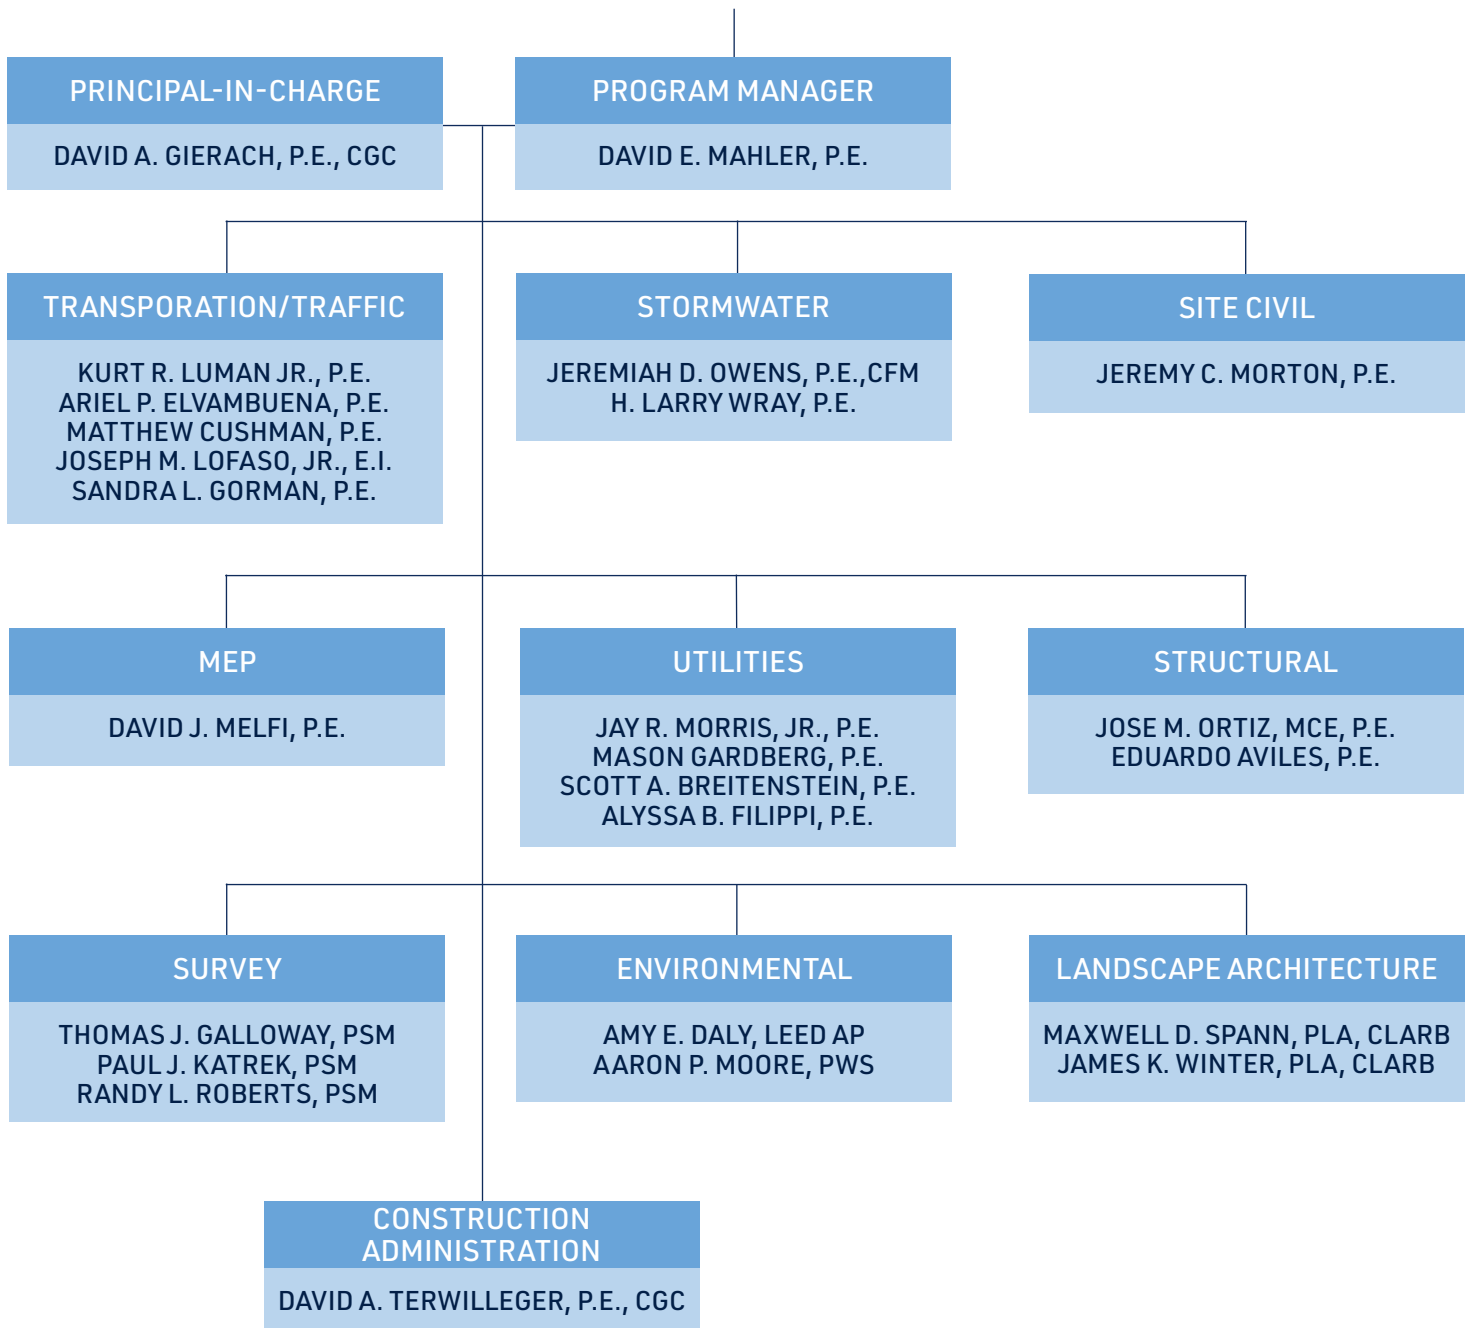 PRINCIPAL-IN-CHARGE
DAVID A. GIERACH, P.E., CGC
PROGRAM MANAGER
DAVID E. MAHLER, P.E.
TRANSPORATION/TRAFFIC
KURT R. LUMAN JR., P.E.
ARIEL P. ELVAMBUENA, P.E.
MATTHEW CUSHMAN, P.E.
JOSEPH M. LOFASO, JR., E.I.
SANDRA L. GORMAN, P.E.
STORMWATER
JEREMIAH D. OWENS, P.E.,CFM
H. LARRY WRAY, P.E.
SITE CIVIL
JEREMY C. MORTON, P.E.
MEP
DAVID J. MELFI, P.E.
UTILITIES
JAY R. MORRIS, JR., P.E.
MASON GARDBERG, P.E.
SCOTT A. BREITENSTEIN, P.E.
ALYSSA B. FILIPPI, P.E.
STRUCTURAL
JOSE M. ORTIZ, MCE, P.E.
EDUARDO AVILES, P.E.
SURVEY
THOMAS J. GALLOWAY, PSM
PAUL J. KATREK, PSM
RANDY L. ROBERTS, PSM
ENVIRONMENTAL
AMY E. DALY, LEED AP
AARON P. MOORE, PWS
LANDSCAPE ARCHITECTURE
MAXWELL D. SPANN, PLA, CLARB
JAMES K. WINTER, PLA, CLARB
CONSTRUCTION
ADMINISTRATION
DAVID A. TERWILLEGER, P.E., CGC